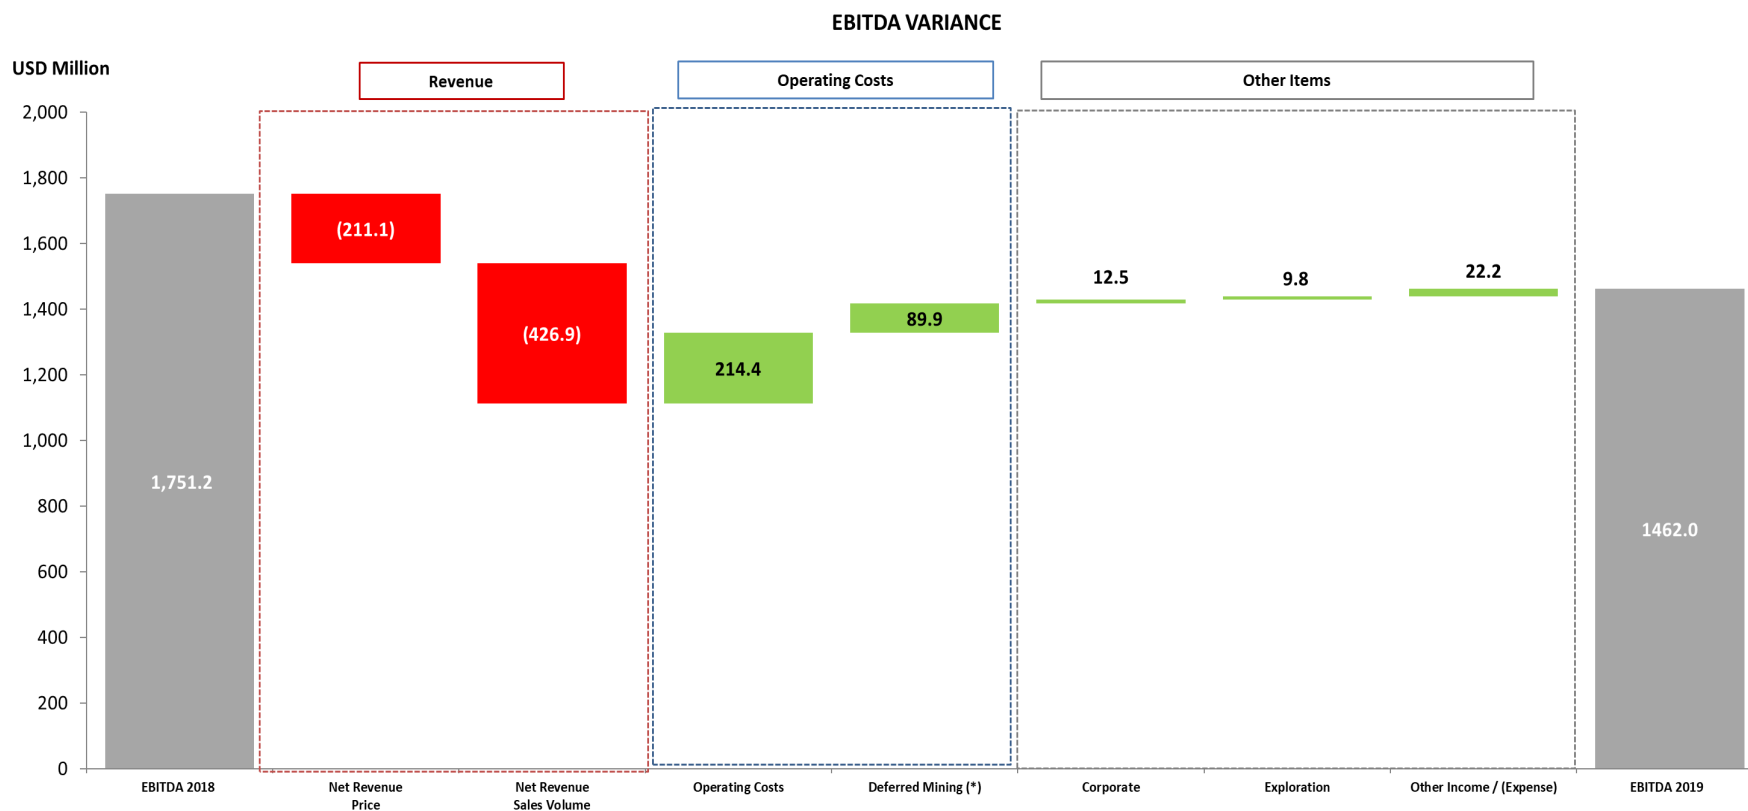 EBITDA VARIANCE
USD Million
Revenue
Operating Costs
Other Items
2,000
1,800
1,600
1,400
1,200
1,000
800
600
400
200
0
1,751.2
(211.1)
(426.9)
214.4
89.9
12.5
9.8
22.2
1462.0
EBITDA 2018
Net Revenue
Price
Net Revenue
Sales Volume
Operating Costs
Deferred Mining (*)
Corporate
Exploration
Other Income / (Expense)
EBITDA 2019